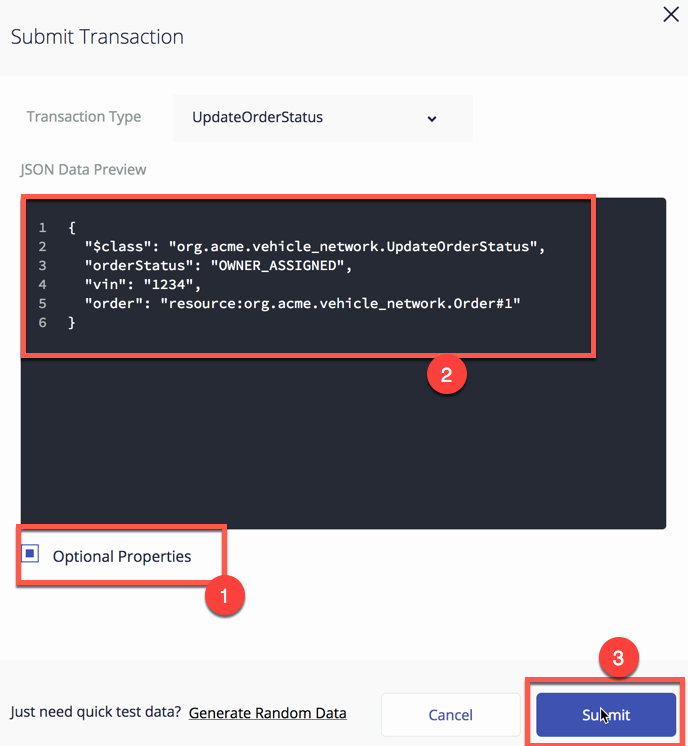 Submit Transaction
Transaction Type
UpdateOrderStatus
JSON Data Preview
1 {
2 "$class": "org.acme.vehicle_network.UpdateOrderStatus",
3 "orderStatus": "OWNER_ASSIGNED",
4 "vin": "1234",
5 "order": "resource:org.acme.vehicle_network.Order#1"
6 }
2
Optional Properties
1
3
Just need quick test data? Generate Random Data
Cancel
Submit